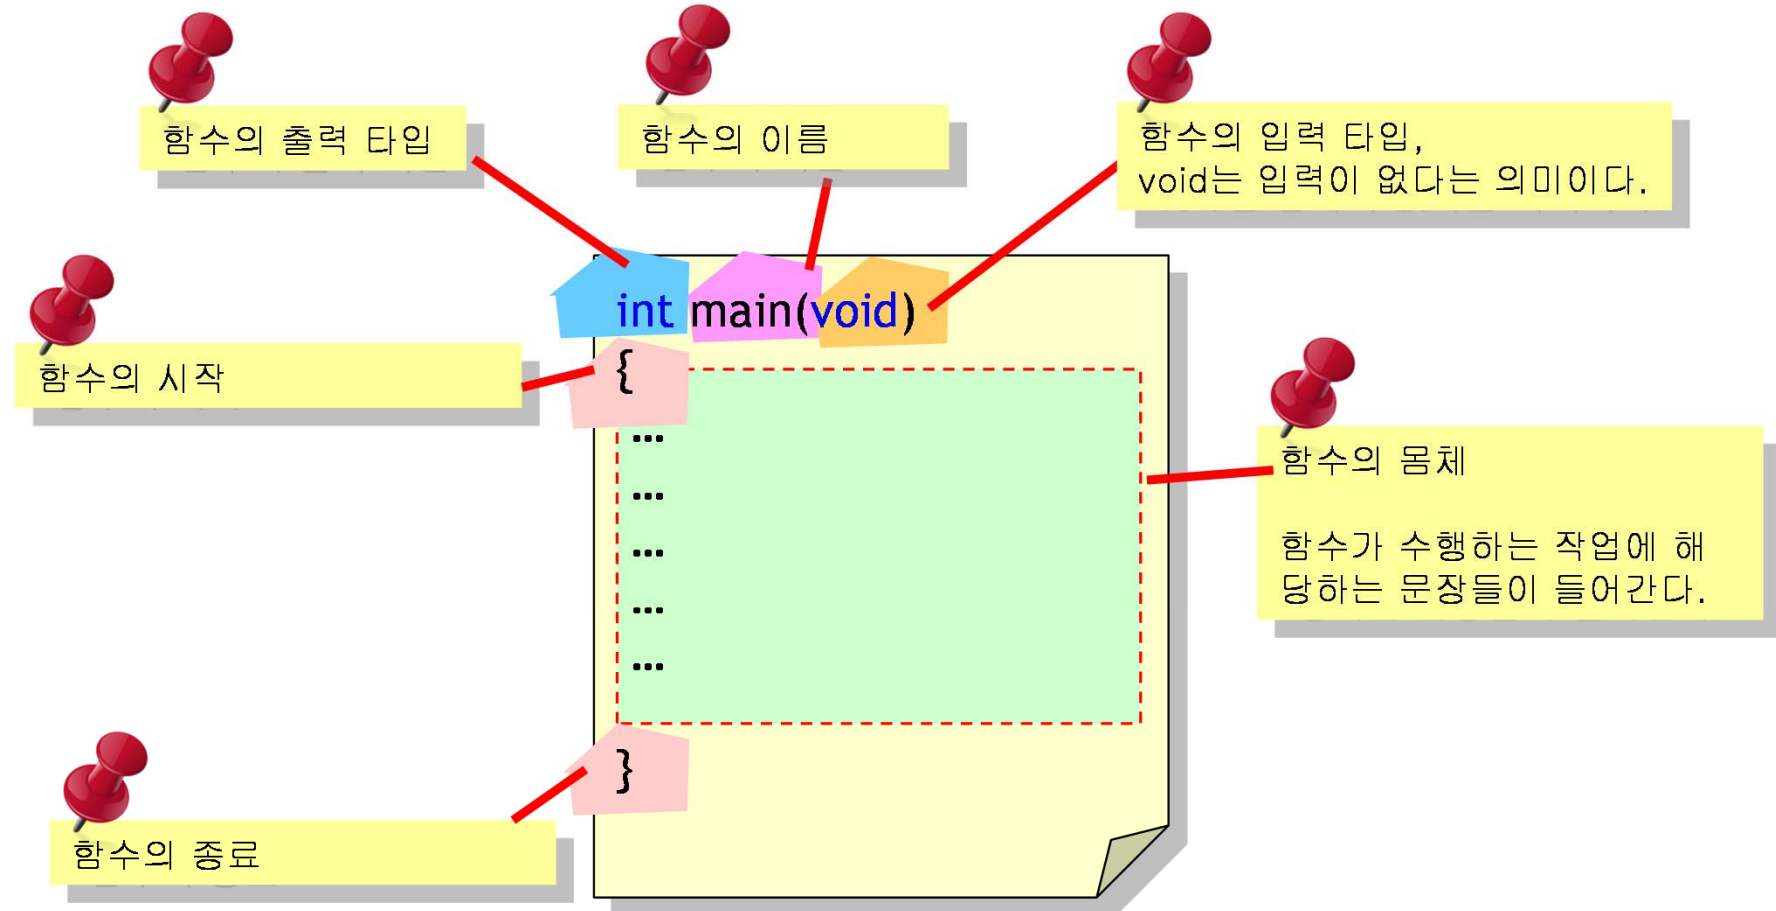 함수의 출력 타입
함수의 이름
함수의 입력 타입,
void는 입력이 없다는 의미이다.
int main(void)
함수의 시작
{
...
...
...
...
...
함수의 몸체
함수가 수행하는 작업에 해
당하는 문장들이 들어간다.
}
함수의 종료